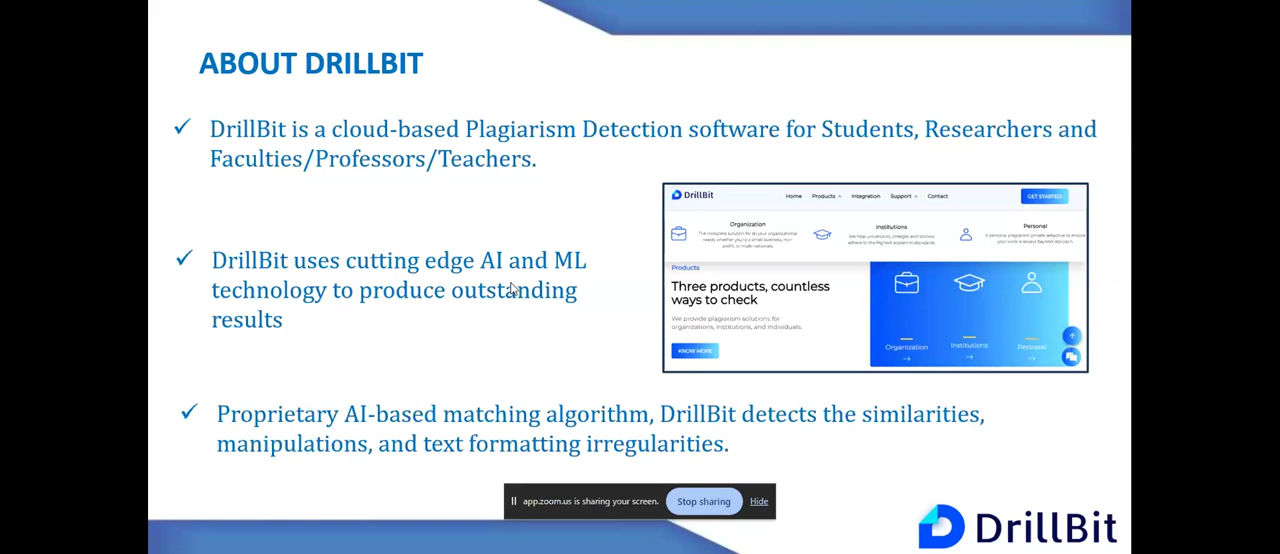 ABOUT DRILLBIT
✓ DrillBit is a cloud-based Plagiarism Detection software for Students, Researchers and
Faculties/Professors/Teachers.
DrillBit
Home Products Integration Support Contact GET STARTED
Organization
The complete solution for all your organizational
needs whether you're a small business, non-
profit, or multi-nationals.
Institutions
We help universities, colleges and schools
adhere to the highest academic standards.
Personal
A personal plagiarism private detective to ensure
your work is always beyond reproach.
Products
Three products, countless
ways to check
We provide plagiarism solutions for
organizations, institutions, and individuals.
KNOW MORE
Organization Institutions Personal
✓ DrillBit uses cutting edge AI and ML
technology to produce outstanding
results
✓ Proprietary AI-based matching algorithm, DrillBit detects the similarities,
manipulations, and text formatting irregularities.
app.zoom.us is sharing your screen. Stop sharing Hide
DrillBit